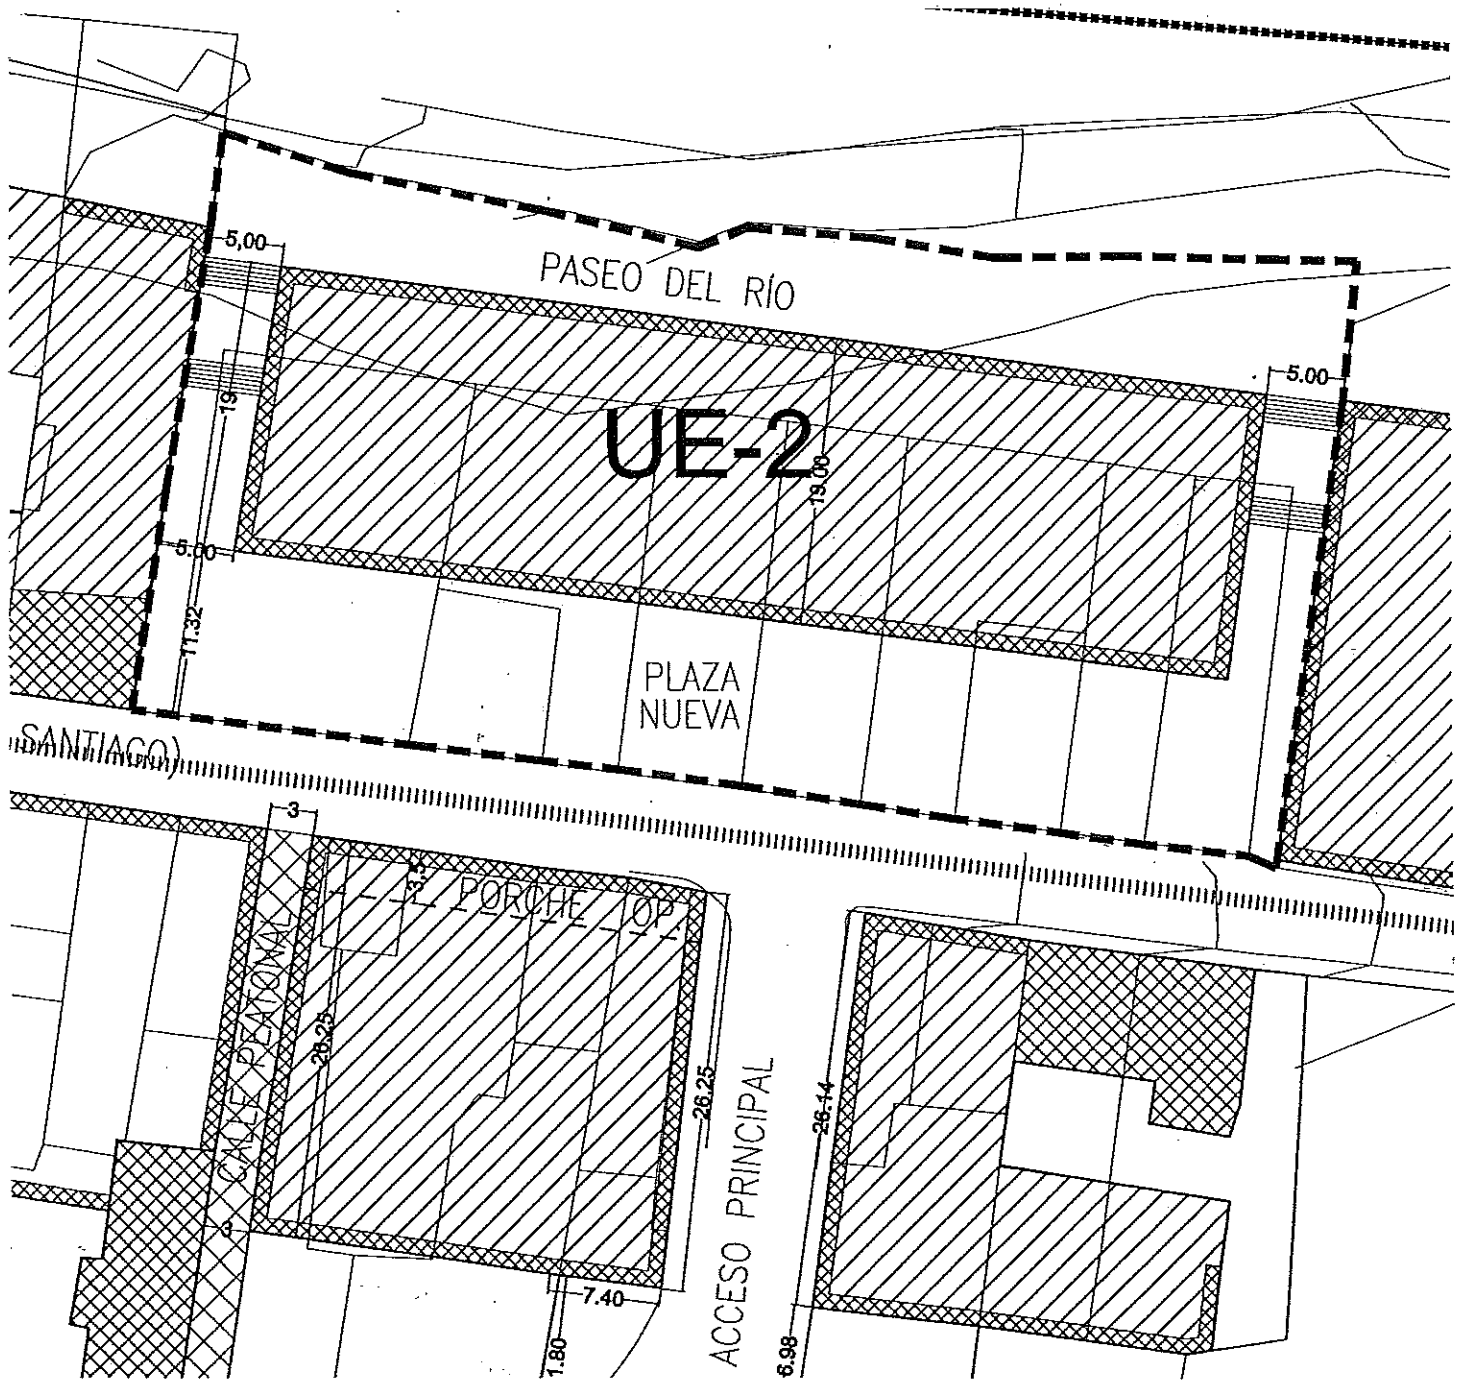 5,00
PASEO DEL RÍO
5.00
19
UE-2
19.00
5.00
11.32
PLAZA
NUEVA
SANTIAGO)
3
3,5
PORCHE OP.
CALLE PEATONAL
26.25
26.25
ACCESO PRINCIPAL
26.14
3
7.40
1.80
6.98